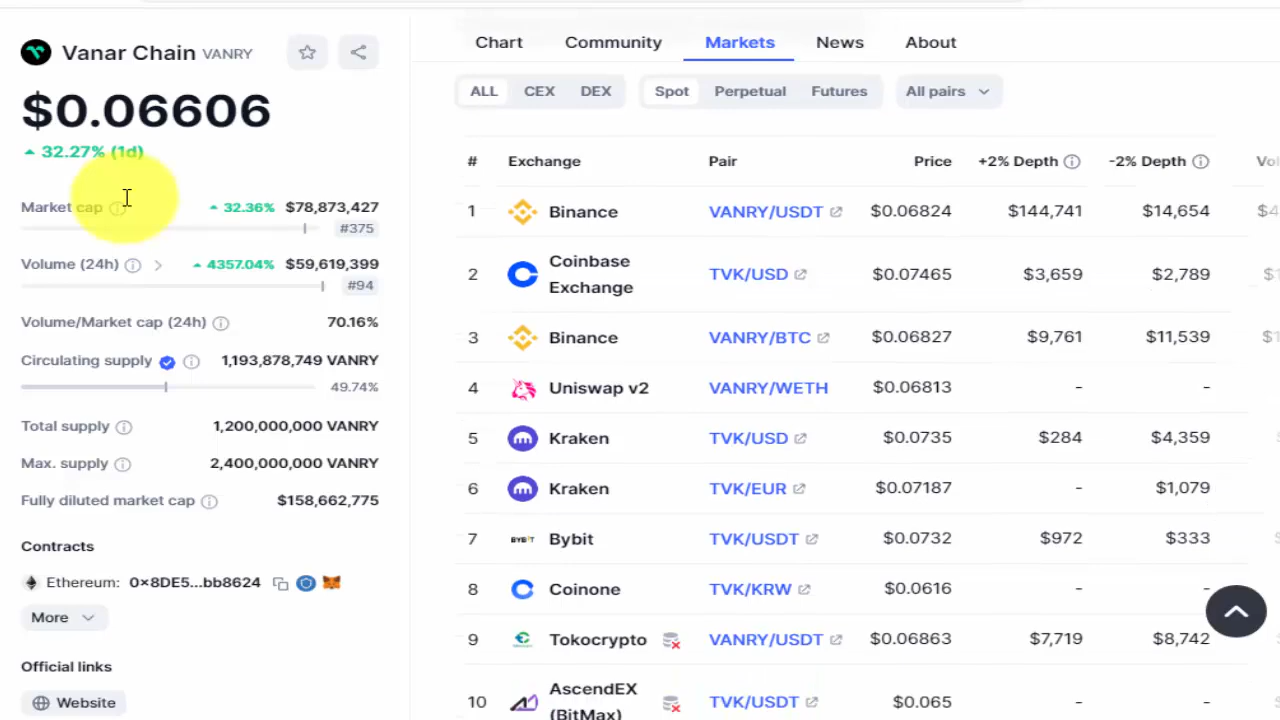 Vanar Chain VANRY
$0.06606
32.27% (1d)
Market cap 32.36% $78,873,427
#375
Volume (24h) 4357.04% $59,619,399
#94
Volume/Market cap (24h) 70.16%
Circulating supply 1,193,878,749 VANRY
49.74%
Total supply 1,200,000,000 VANRY
Max. supply 2,400,000,000 VANRY
Fully diluted market cap $158,662,775
Contracts
Ethereum: 0×8DE5...bb8624
More
Official links
Website
Chart Community Markets News About
ALL CEX DEX Spot Perpetual Futures All pairs
# Exchange Pair Price +2% Depth -2% Depth
1 Binance VANRY/USDT $0.06824 $144,741 $14,654
2 Coinbase Exchange TVK/USD $0.07465 $3,659 $2,789
3 Binance VANRY/BTC $0.06827 $9,761 $11,539
4 Uniswap v2 VANRY/WETH $0.06813 - -
5 Kraken TVK/USD $0.0735 $284 $4,359
6 Kraken TVK/EUR $0.07187 - $1,079
7 BYBIT Bybit TVK/USDT $0.0732 $972 $333
8 Coinone TVK/KRW $0.0616 - -
9 Tokocrypto VANRY/USDT $0.06863 $7,719 $8,742
10 AscendEX (BitMax) TVK/USDT $0.065 - -